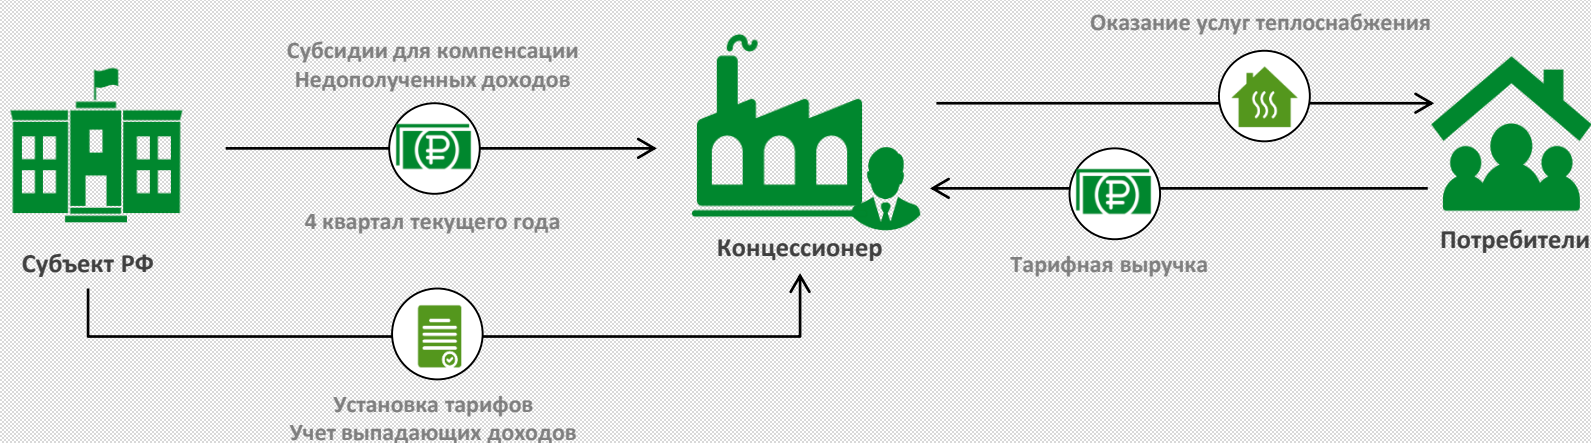 Оказание услуг теплоснабжения
Субсидии для компенсации
Недополученных доходов
4 квартал текущего года
Субъект РФ
Концессионер
Потребители
Тарифная выручка
Установка тарифов
Учет выпадающих доходов